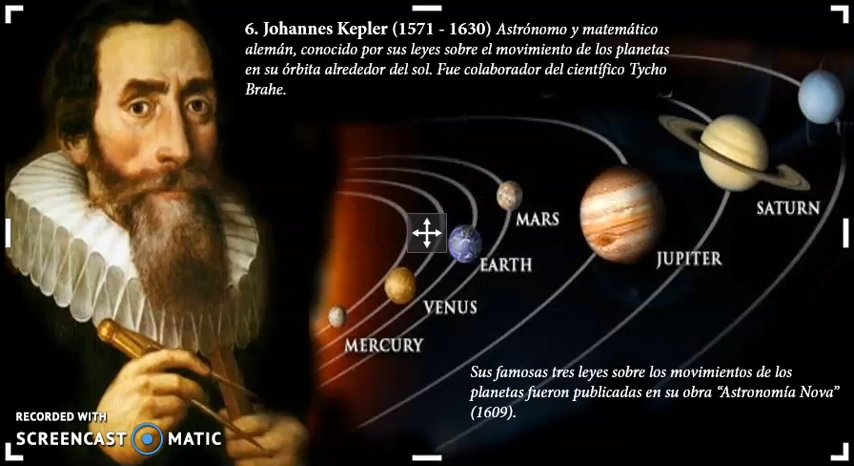 6. Johannes Kepler (1571 - 1630) Astrónomo y matemático
alemán, conocido por sus leyes sobre el movimiento de los planetas
en su órbita alrededor del sol. Fue colaborador del científico Tycho
Brahe.
SATURN
MARS
JUPITER
EARTH
VENUS
MERCURY
Sus famosas tres leyes sobre los movimientos de los
planetas fueron publicadas en su obra “Astronomía Nova”
(1609).
RECORDED WITH
SCREENCAST MATIC